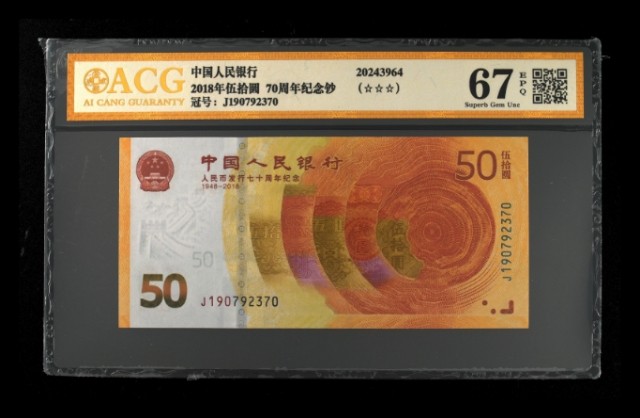 ACG
AI CANG GUARANTY
中国人民银行
2018年伍拾圆 70周年纪念钞
冠号: J190792370
20243964
(☆☆☆)
67 EPQ
Superb Gem Unc
中国人民银行
人民币发行七十周年纪念
1948-2018
50 伍拾圆
伍拾圆
50
50
J190792370
J190792370